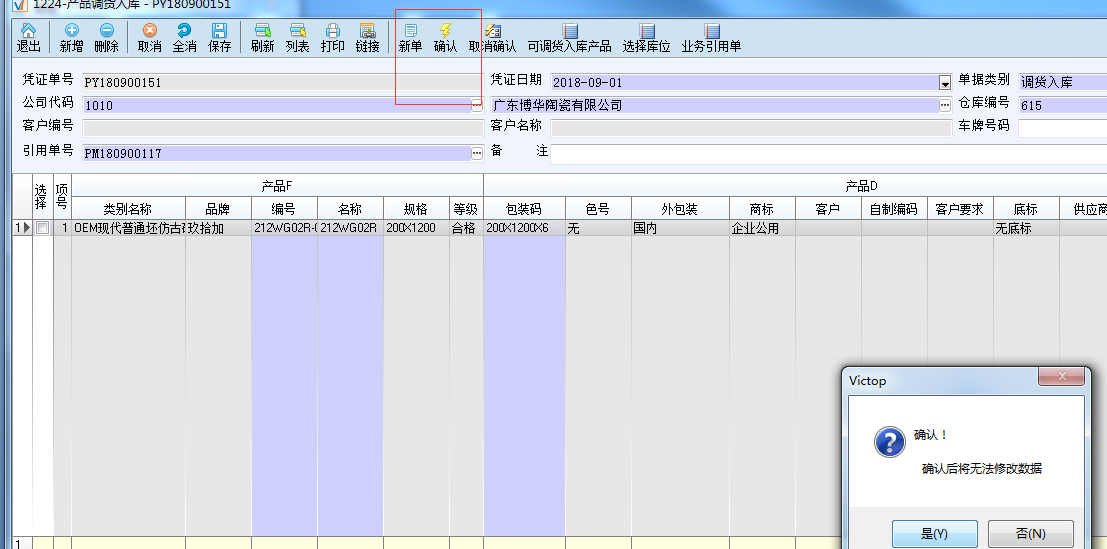 1224-产品调货入库 - PY180900151
退出 新增 删除 取消 全消 保存 刷新 列表 打印 链接 新单 确认 取消确认 可调货入库产品 选择库位 业务引用单
凭证单号 PY180900151 凭证日期 2018-09-01 单据类别 调货入库
公司代码 1010 广东博华陶瓷有限公司 仓库编号 615
客户编号 客户名称 车牌号码
引用单号 PM180900117 备 注
选择 项号 产品F 产品D
类别名称 品牌 编号 名称 规格 等级 包装码 色号 外包装 商标 客户 自制编码 客户要求 底标 供应商
1 1 OEM现代普通坯仿古 玖拾加 212WG02R- 212WG02R 200X1200 合格 200X1200X6 无 国内 企业公用 无底标
Victop
确认！
确认后将无法修改数据
是(Y) 否(N)
1